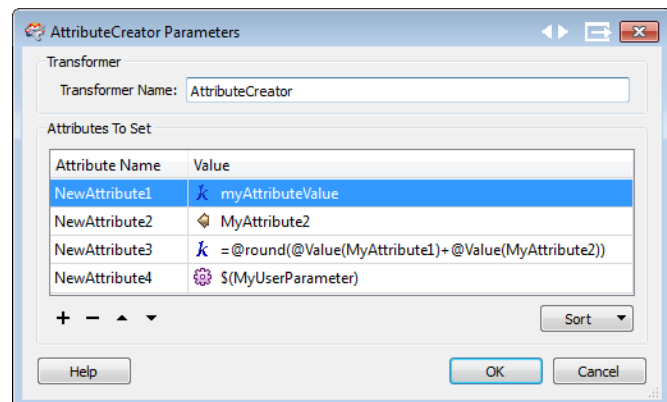 AttributeCreator Parameters
Transformer
Transformer Name: AttributeCreator
Attributes To Set
Attribute Name Value
NewAttribute1 k myAttributeValue
NewAttribute2 MyAttribute2
NewAttribute3 k =@round(@Value(MyAttribute1)+@Value(MyAttribute2))
NewAttribute4 $(MyUserParameter)
Sort
Help OK Cancel